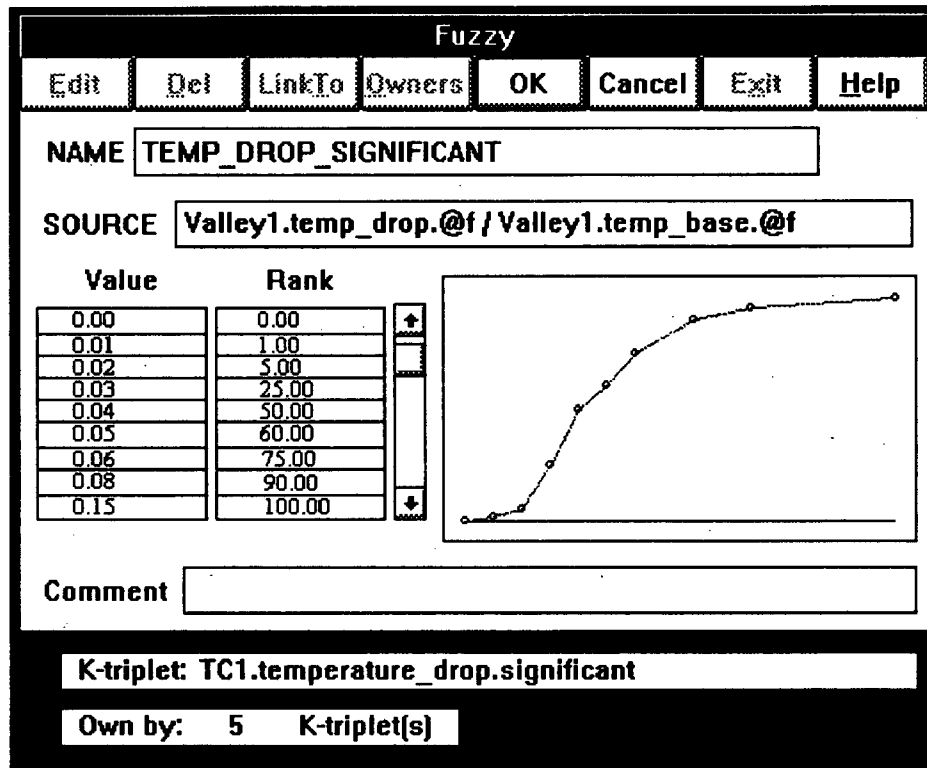 Fuzzy
Edit Del LinkTo Owners OK Cancel Exit Help
NAME TEMP_DROP_SIGNIFICANT
SOURCE Valley1.temp_drop.@f / Valley1.temp_base.@f
Value Rank
0.00 0.00
0.01 1.00
0.02 5.00
0.03 25.00
0.04 50.00
0.05 60.00
0.06 75.00
0.08 90.00
0.15 100.00
Comment
K-triplet: TC1.temperature_drop.significant
Own by: 5 K-triplet(s)